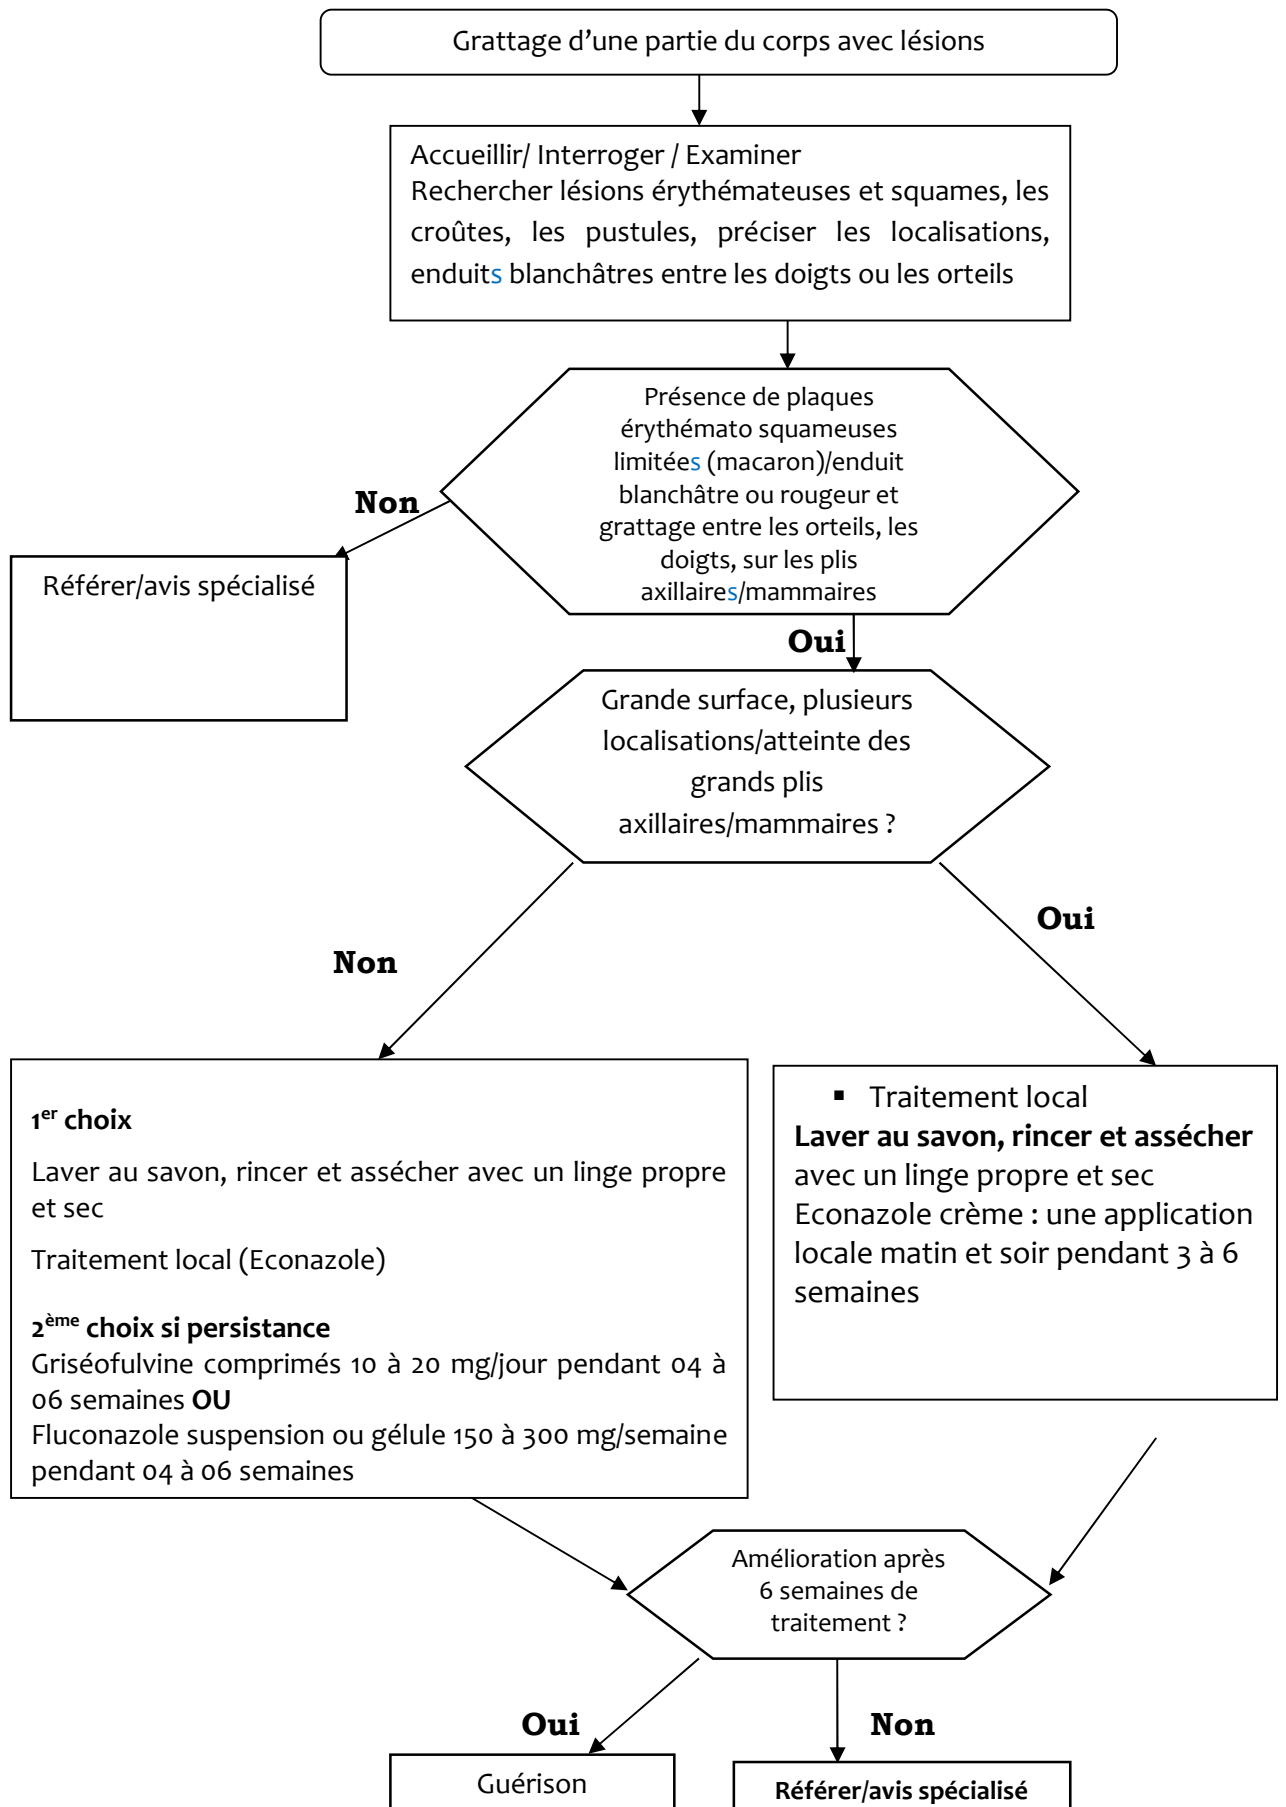 Grattage d'une partie du corps avec lésions
Accueillir/ Interroger / Examiner
Rechercher lésions érythémateuses et squames, les
croûtes, les pustules, préciser les localisations,
enduits blanchâtres entre les doigts ou les orteils
Présence de plaques
érythémato squameuses
limitées (macaron)/enduit
blanchâtre ou rougeur et
grattage entre les orteils, les
doigts, sur les plis
axillaires/mammaires
Non
Référer/avis spécialisé
Oui
Grande surface, plusieurs
localisations/atteinte des
grands plis
axillaires/mammaires ?
Non
Oui
1er choix
Laver au savon, rincer et assécher avec un linge propre
et sec
Traitement local (Econazole)
2ème choix si persistance
Griséofulvine comprimés 10 à 20 mg/jour pendant 04 à
06 semaines OU
Fluconazole suspension ou gélule 150 à 300 mg/semaine
pendant 04 à 06 semaines
▪ Traitement local
Laver au savon, rincer et assécher
avec un linge propre et sec
Econazole crème : une application
locale matin et soir pendant 3 à 6
semaines
Amélioration après
6 semaines de
traitement ?
Oui
Non
Guérison
Référer/avis spécialisé